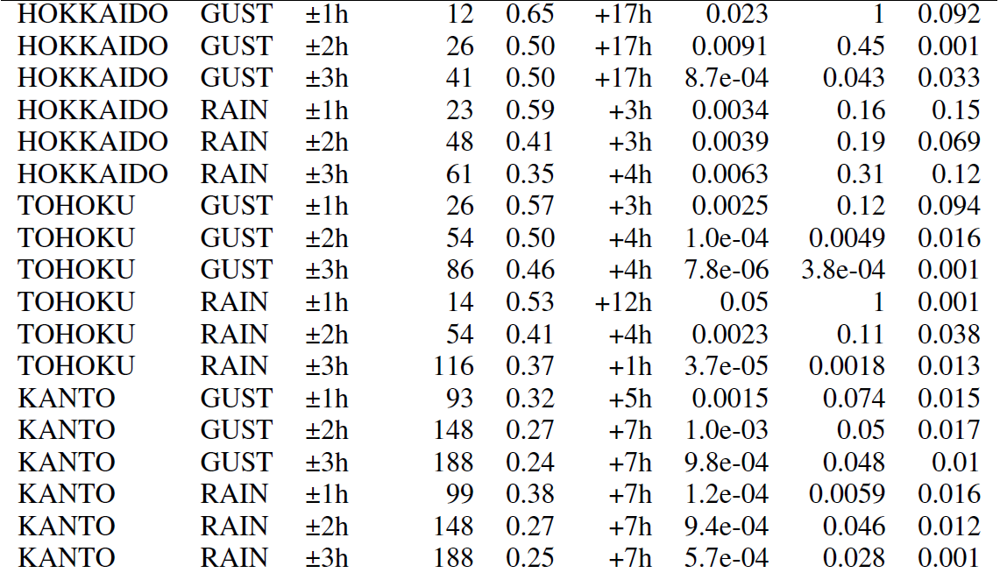 HOKKAIDO GUST ±1h 12 0.65 +17h 0.023 1 0.092
HOKKAIDO GUST ±2h 26 0.50 +17h 0.0091 0.45 0.001
HOKKAIDO GUST ±3h 41 0.50 +17h 8.7e-04 0.043 0.033
HOKKAIDO RAIN ±1h 23 0.59 +3h 0.0034 0.16 0.15
HOKKAIDO RAIN ±2h 48 0.41 +3h 0.0039 0.19 0.069
HOKKAIDO RAIN ±3h 61 0.35 +4h 0.0063 0.31 0.12
TOHOKU GUST ±1h 26 0.57 +3h 0.0025 0.12 0.094
TOHOKU GUST ±2h 54 0.50 +4h 1.0e-04 0.0049 0.016
TOHOKU GUST ±3h 86 0.46 +4h 7.8e-06 3.8e-04 0.001
TOHOKU RAIN ±1h 14 0.53 +12h 0.05 1 0.001
TOHOKU RAIN ±2h 54 0.41 +4h 0.0023 0.11 0.038
TOHOKU RAIN ±3h 116 0.37 +1h 3.7e-05 0.0018 0.013
KANTO GUST ±1h 93 0.32 +5h 0.0015 0.074 0.015
KANTO GUST ±2h 148 0.27 +7h 1.0e-03 0.05 0.017
KANTO GUST ±3h 188 0.24 +7h 9.8e-04 0.048 0.01
KANTO RAIN ±1h 99 0.38 +7h 1.2e-04 0.0059 0.016
KANTO RAIN ±2h 148 0.27 +7h 9.4e-04 0.046 0.012
KANTO RAIN ±3h 188 0.25 +7h 5.7e-04 0.028 0.001